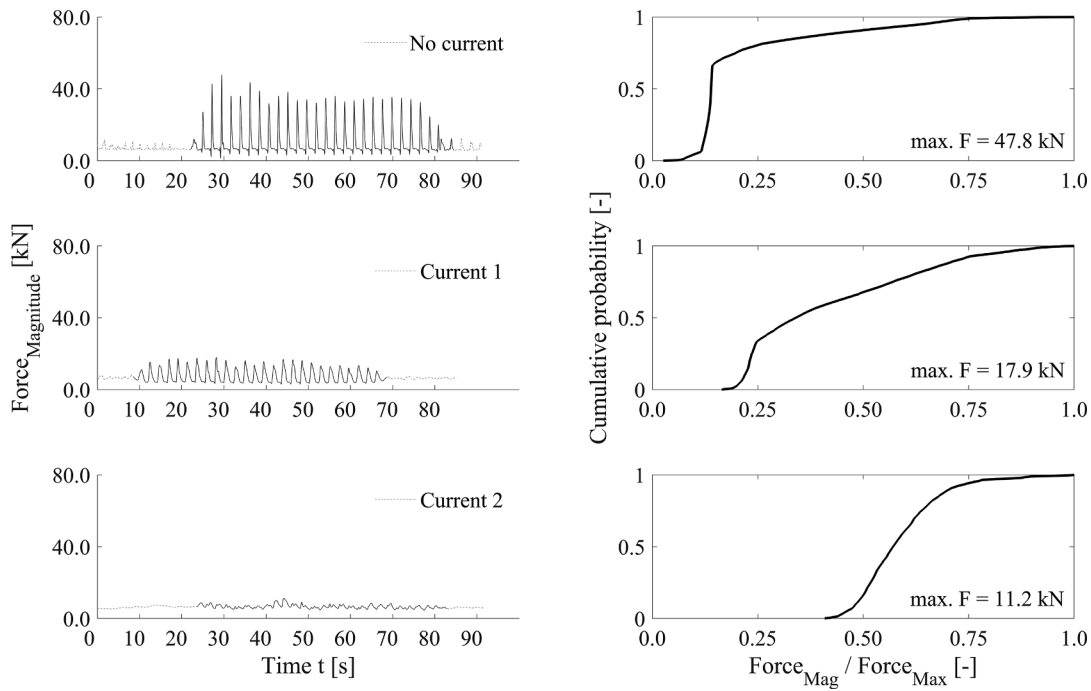 80.0
40.0
0.0
No current
0 10 20 30 40 50 60 70 80 90
1
0.5
0
max. F = 47.8 kN
0.0 0.25 0.50 0.75 1.0
Force_Magnitude [kN]
80.0
40.0
0.0
Current 1
0 10 20 30 40 50 60 70 80
Cumulative probability [-]
1
0.5
0
max. F = 17.9 kN
0.0 0.25 0.50 0.75 1.0
80.0
40.0
0.0
Current 2
0 10 20 30 40 50 60 70 80 90
Time t [s]
1
0.5
0
max. F = 11.2 kN
0.0 0.25 0.50 0.75 1.0
Force_Mag / Force_Max [-]